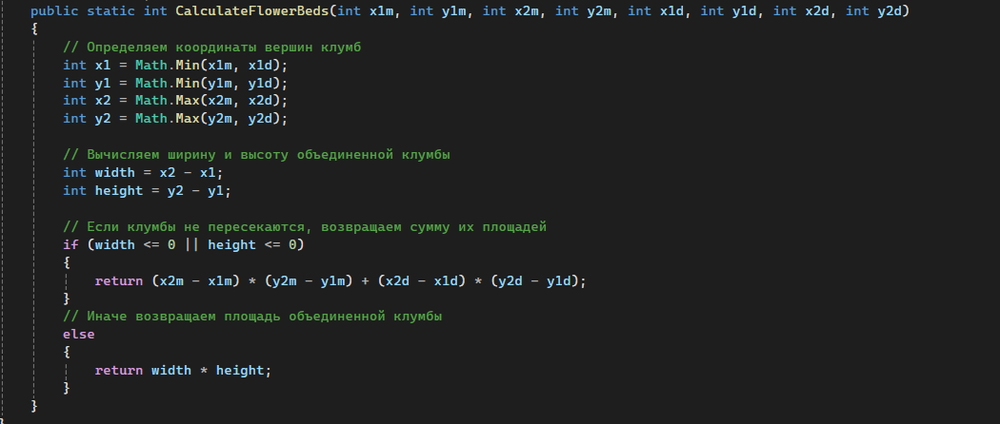 public static int CalculateFlowerBeds(int x1m, int y1m, int x2m, int y2m, int x1d, int y1d, int x2d, int y2d)
{
// Определяем координаты вершин клумб
int x1 = Math.Min(x1m, x1d);
int y1 = Math.Min(y1m, y1d);
int x2 = Math.Max(x2m, x2d);
int y2 = Math.Max(y2m, y2d);
// Вычисляем ширину и высоту объединенной клумбы
int width = x2 - x1;
int height = y2 - y1;
// Если клумбы не пересекаются, возвращаем сумму их площадей
if (width <= 0 || height <= 0)
{
return (x2m - x1m) * (y2m - y1m) + (x2d - x1d) * (y2d - y1d);
}
// Иначе возвращаем площадь объединенной клумбы
else
{
return width * height;
}
}
}